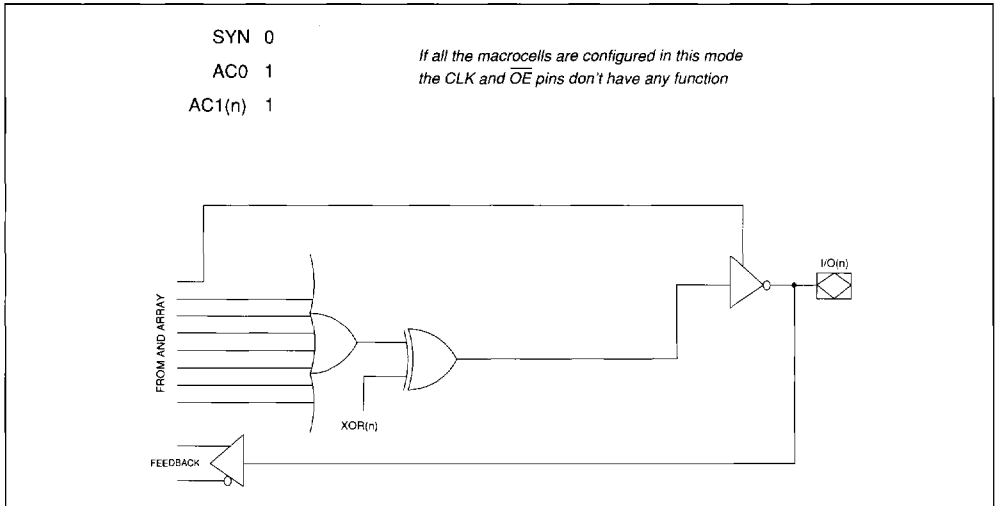 SYN 0
AC0 1
AC1(n) 1
If all the macrocells are configured in this mode
the CLK and O̅E̅ pins don't have any function
I/O(n)
FROM AND ARRAY
XOR(n)
FEEDBACK